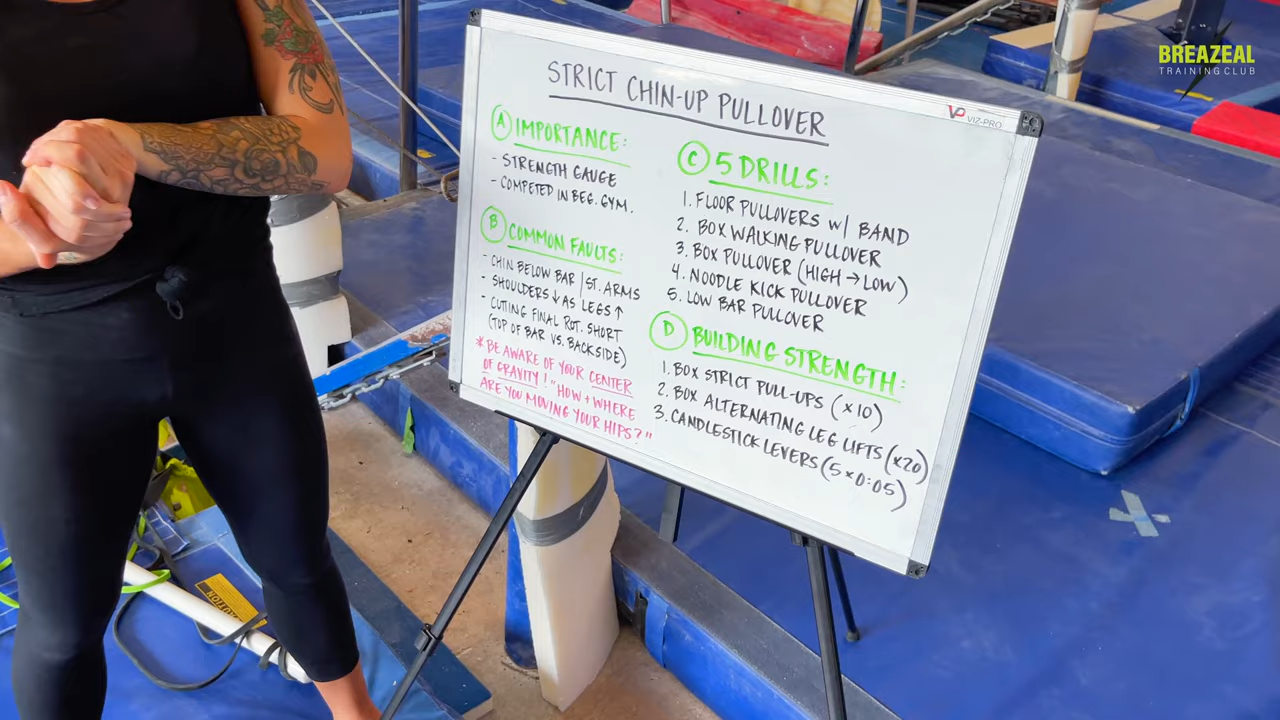 STRICT CHIN-UP PULLOVER
A IMPORTANCE:
- STRENGTH GAUGE
- COMPETED IN BEG. GYM.
B COMMON FAULTS:
- CHIN BELOW BAR / ST. ARMS
- SHOULDERS ↓ AS LEGS ↑
- CUTING FINAL ROT. SHORT
(TOP OF BAR VS. BACKSIDE)
* BE AWARE OF YOUR CENTER
OF GRAVITY! "HOW + WHERE
ARE YOU MOVING YOUR HIPS?"
C 5 DRILLS:
1. FLOOR PULLOVERS W/ BAND
2. BOX WALKING PULLOVER
3. BOX PULLOVER (HIGH → LOW)
4. NOODLE KICK PULLOVER
5. LOW BAR PULLOVER
D BUILDING STRENGTH:
1. BOX STRICT PULL-UPS (x10)
2. BOX ALTERNATING LEG LIFTS (x20)
3. CANDLESTICK LEVERS (5 x 0:05)
VP VIZ-PRO
BREAZEAL
TRAINING CLUB
CAUTION